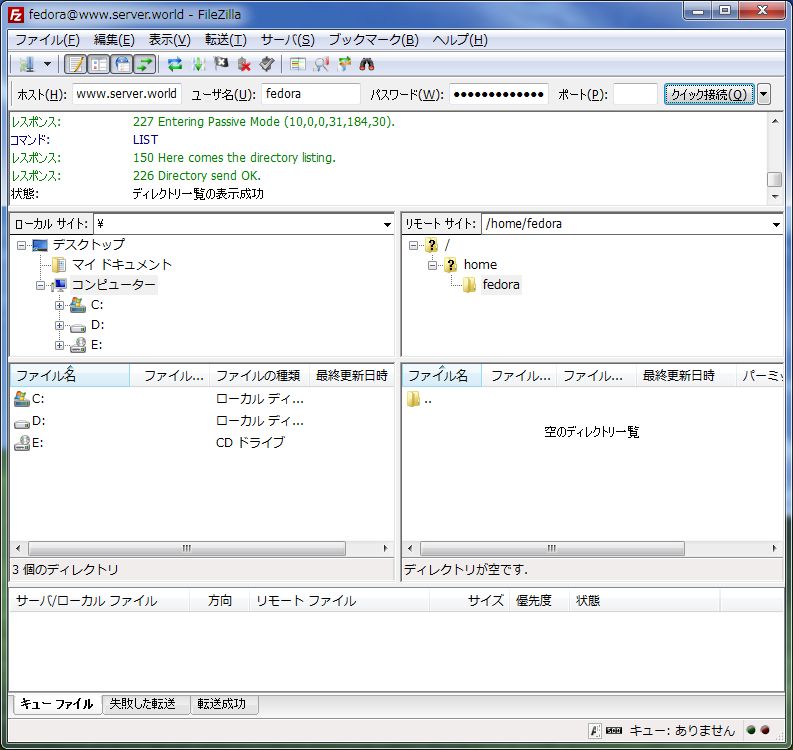 fedora@www.server.world - FileZilla
ファイル(F) 編集(E) 表示(V) 転送(T) サーバ(S) ブックマーク(B) ヘルプ(H)
ホスト(H): www.server.world ユーザ名(U): fedora パスワード(W): ●●●●●●●●●●●●● ポート(P): クイック接続(Q)
レスポンス: 227 Entering Passive Mode (10,0,0,31,184,30).
コマンド: LIST
レスポンス: 150 Here comes the directory listing.
レスポンス: 226 Directory send OK.
状態: ディレクトリ一覧の表示成功
ローカル サイト: ¥
デスクトップ
マイ ドキュメント
コンピューター
C:
D:
E:
リモート サイト: /home/fedora
/
home
fedora
ファイル名 ファイル... ファイルの種類 最終更新日時
C: ローカル ディ...
D: ローカル ディ...
E: CD ドライブ
3 個のディレクトリ
ファイル名 ファイル... ファイル... 最終更新日時 パーミッ
..
空のディレクトリ一覧
ディレクトリが空です.
サーバ/ローカル ファイル 方向 リモート ファイル サイズ 優先度 状態
キュー ファイル 失敗した転送 転送成功
キュー: ありません